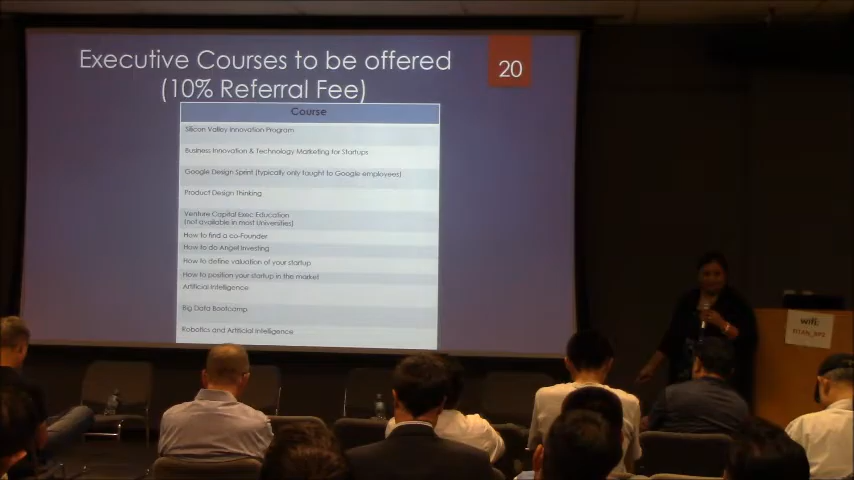 Executive Courses to be offered
(10% Referral Fee)
20
Course
Silicon Valley Innovation Program
Business Innovation & Technology Marketing for Startups
Google Design Sprint (typically only taught to Google employees)
Product Design Thinking
Venture Capital Exec Education
(not available in most Universities)
How to find a co-Founder
How to do Angel Investing
How to define valuation of your startup
How to position your startup in the market
Artificial Intelligence
Big Data Bootcamp
Robotics and Artificial Intelligence
wifi: